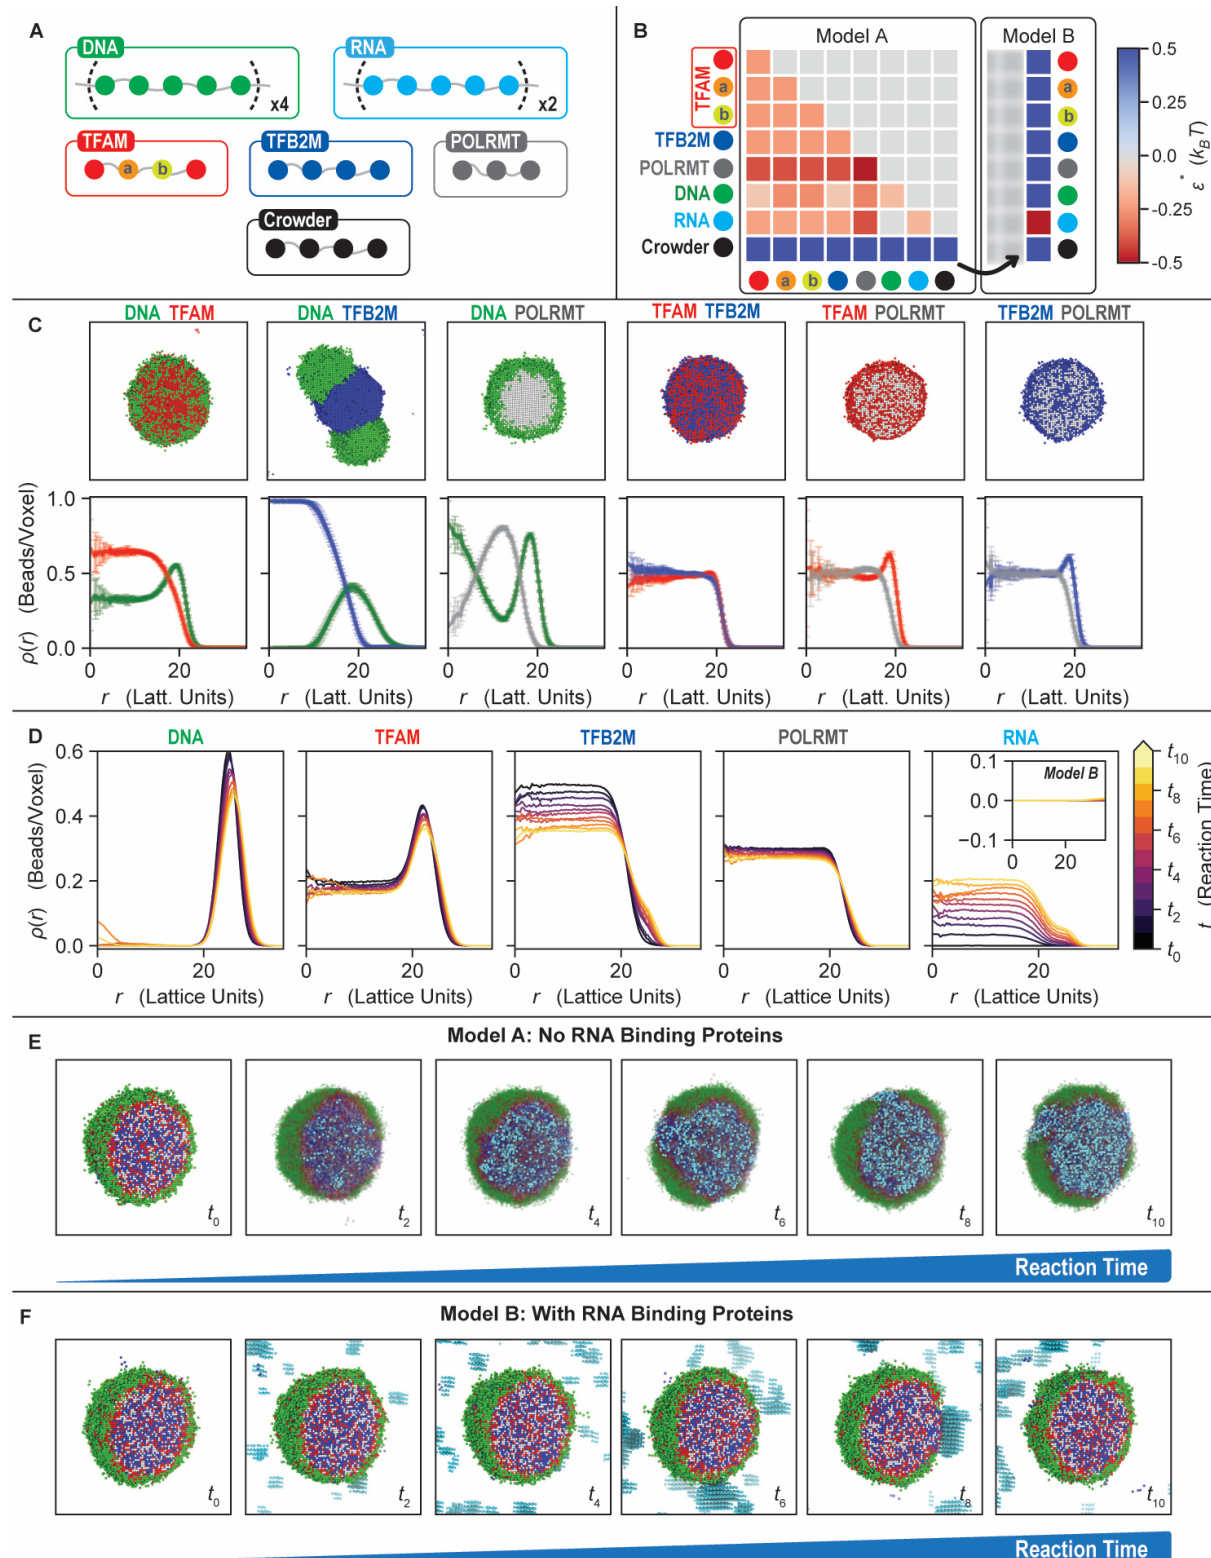 A
DNA
x4
RNA
x2
TFAM
a b
TFB2M
POLRMT
Crowder
B
Model A
Model B
TFAM
a
b
TFB2M
POLRMT
DNA
RNA
Crowder
a b
a
b
0.5
0.25
0.0
-0.25
-0.5
ε* (k_B T)
C
DNA TFAM
DNA TFB2M
DNA POLRMT
TFAM TFB2M
TFAM POLRMT
TFB2M POLRMT
ρ(r) (Beads/Voxel)
1.0
0.5
0.0
0 20
0 20
0 20
0 20
0 20
0 20
r (Latt. Units)
r (Latt. Units)
r (Latt. Units)
r (Latt. Units)
r (Latt. Units)
r (Latt. Units)
D
DNA
TFAM
TFB2M
POLRMT
RNA
ρ(r) (Beads/Voxel)
0.6
0.4
0.2
0.0
0.1
0.0
−0.1
Model B
0 20
0 20
0 20
0 20
0 20
0 20
r (Lattice Units)
r (Lattice Units)
r (Lattice Units)
r (Lattice Units)
r (Lattice Units)
t10
t8
t6
t4
t2
t0
t (Reaction Time)
E
Model A: No RNA Binding Proteins
t0
t2
t4
t6
t8
t10
Reaction Time
F
Model B: With RNA Binding Proteins
t0
t2
t4
t6
t8
t10
Reaction Time